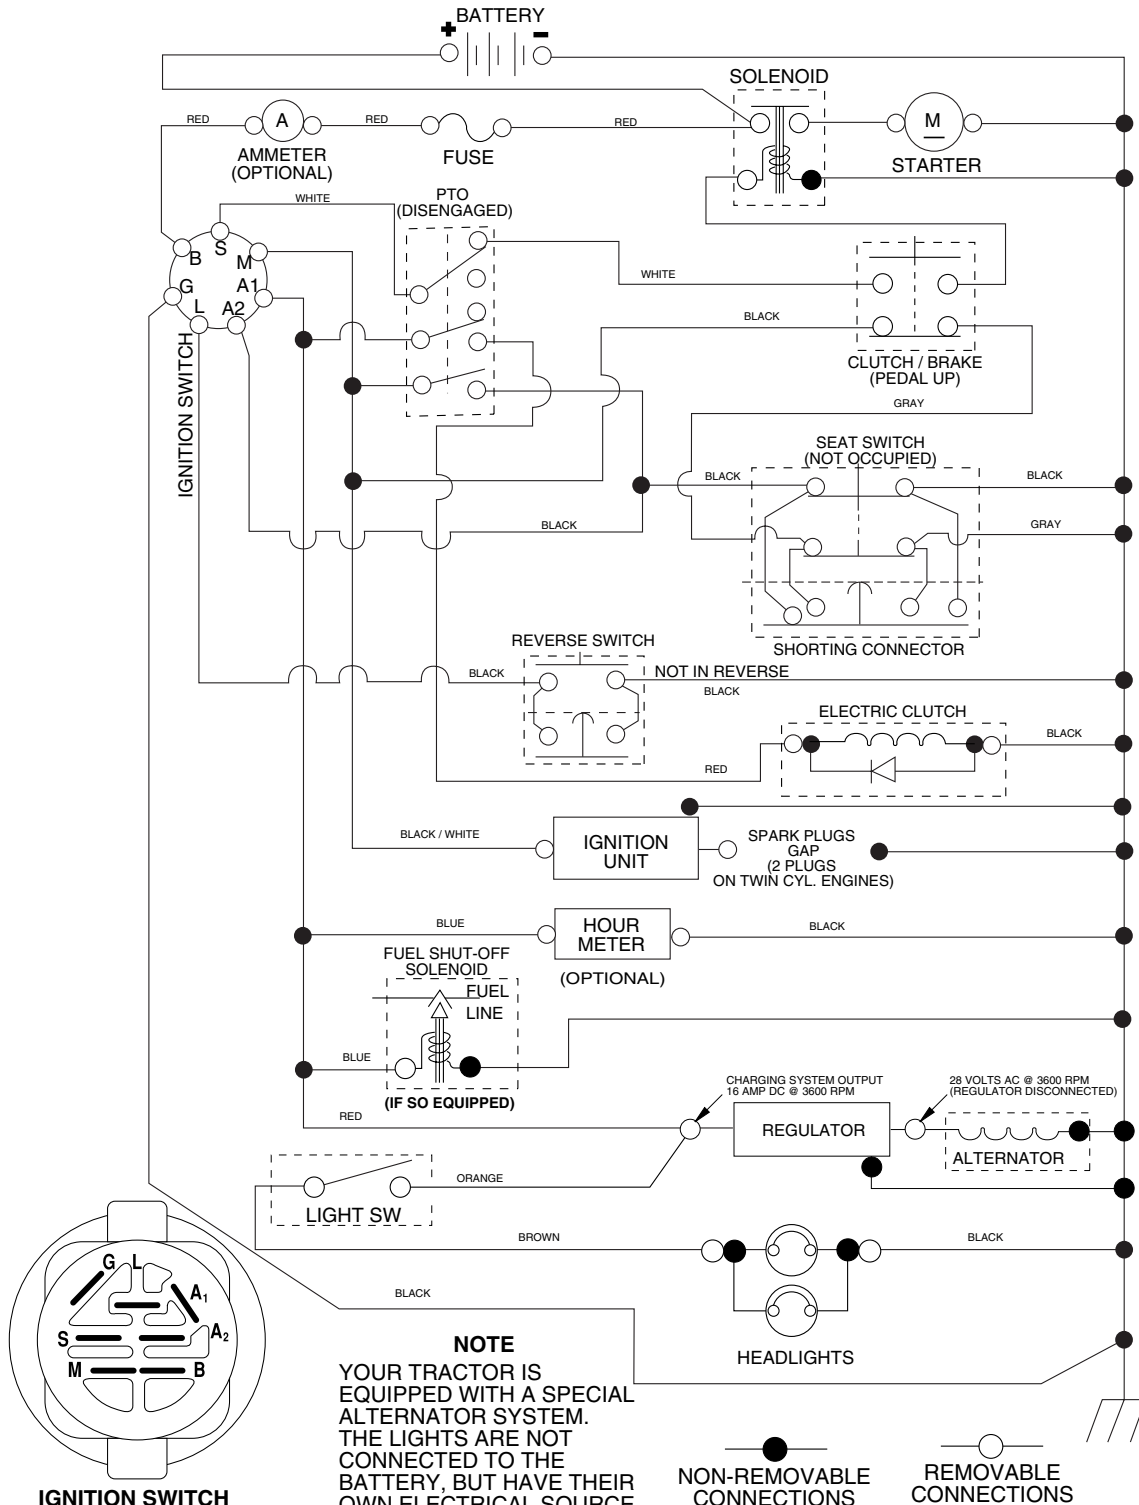 BATTERY
+
-
SOLENOID
RED
A
RED
RED
M
AMMETER
(OPTIONAL)
FUSE
STARTER
PTO
(DISENGAGED)
WHITE
S
B
M
G
A1
L
A2
IGNITION SWITCH
WHITE
BLACK
CLUTCH / BRAKE
(PEDAL UP)
GRAY
SEAT SWITCH
(NOT OCCUPIED)
BLACK
BLACK
BLACK
GRAY
SHORTING CONNECTOR
REVERSE SWITCH
BLACK
NOT IN REVERSE
BLACK
ELECTRIC CLUTCH
BLACK
RED
BLACK / WHITE
IGNITION
UNIT
SPARK PLUGS
GAP
(2 PLUGS
ON TWIN CYL. ENGINES)
BLUE
HOUR
METER
(OPTIONAL)
BLACK
FUEL SHUT-OFF
SOLENOID
FUEL
LINE
BLUE
(IF SO EQUIPPED)
CHARGING SYSTEM OUTPUT
16 AMP DC @ 3600 RPM
28 VOLTS AC @ 3600 RPM
(REGULATOR DISCONNECTED)
RED
REGULATOR
ALTERNATOR
ORANGE
LIGHT SW
BROWN
BLACK
BLACK
HEADLIGHTS
G
L
A1
S
A2
M
B
IGNITION SWITCH
NOTE
YOUR TRACTOR IS
EQUIPPED WITH A SPECIAL
ALTERNATOR SYSTEM.
THE LIGHTS ARE NOT
CONNECTED TO THE
BATTERY, BUT HAVE THEIR
OWN ELECTRICAL SOURCE
NON-REMOVABLE
CONNECTIONS
REMOVABLE
CONNECTIONS